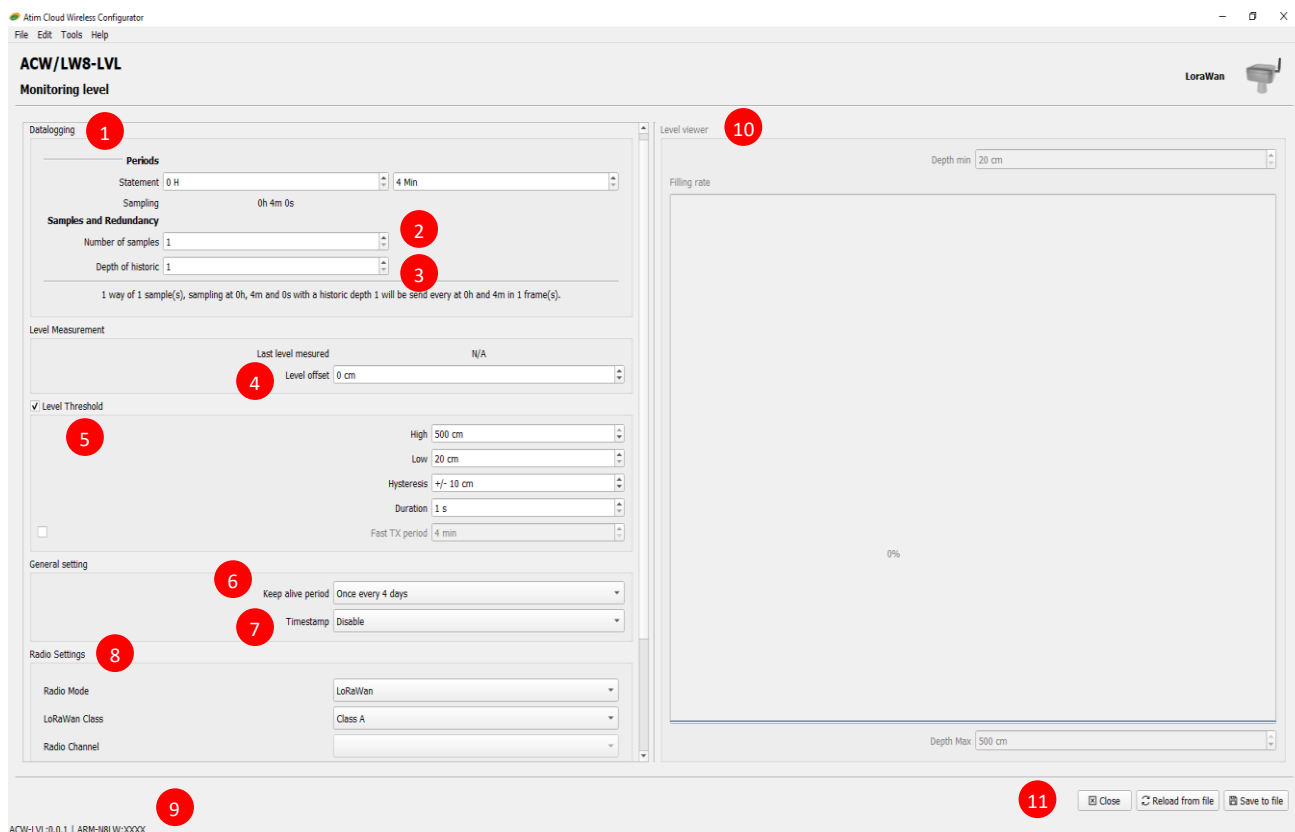 Atim Cloud Wireless Configurator
File Edit Tools Help
ACW/LW8-LVL
Monitoring level
LoraWan
Datalogging 1
Periods
Statement 0 H 4 Min
Sampling 0h 4m 0s
Samples and Redundancy
2
Number of samples 1
Depth of historic 1
3
1 way of 1 sample(s), sampling at 0h, 4m and 0s with a historic depth 1 will be send every at 0h and 4m in 1 frame(s).
Level Measurement
Last level mesured N/A
4 Level offset 0 cm
Level Threshold
5
High 500 cm
Low 20 cm
Hysteresis +/- 10 cm
Duration 1 s
Fast TX period 4 min
General setting
6
Keep alive period Once every 4 days
7 Timestamp Disable
Radio Settings 8
Radio Mode LoRaWan
LoRaWan Class Class A
Radio Channel
Level viewer 10
Depth min 20 cm
Filling rate
0%
Depth Max 500 cm
11 Close Reload from file Save to file
9
ACW-LVL:0.0.1 | ARM-N8LW:XXXX